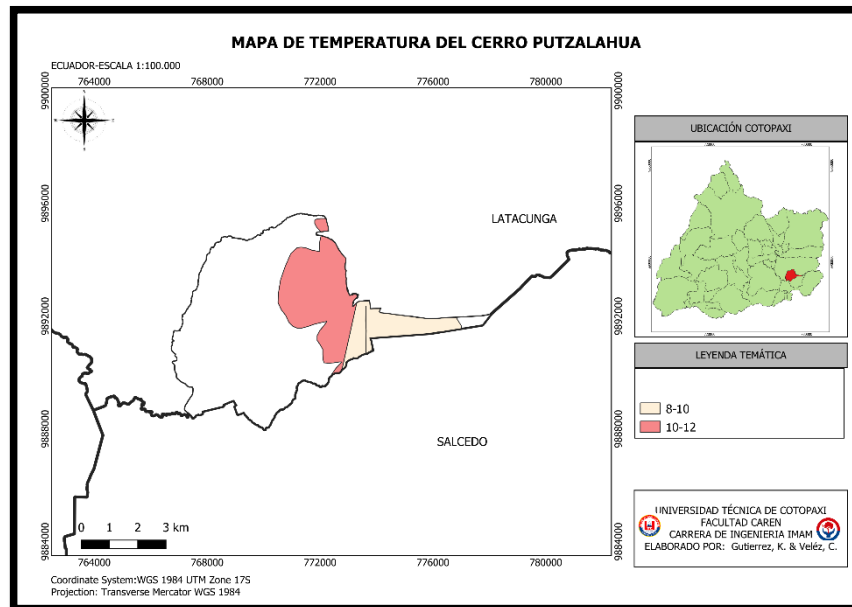 MAPA DE TEMPERATURA DEL CERRO PUTZALAHUA
ECUADOR-ESCALA 1:100.000
764000 768000 772000 776000 780000
9900000 9900000
9896000 9896000
9892000 9892000
9888000 9888000
9884000 9884000
LATACUNGA
SALCEDO
0 1 2 3 km
764000 768000 772000 776000 780000
Coordinate System:WGS 1984 UTM Zone 17S
Projection: Transverse Mercator WGS 1984
UBICACIÓN COTOPAXI
LEYENDA TEMÁTICA
8-10
10-12
UNIVERSIDAD TÉCNICA DE COTOPAXI
FACULTAD CAREN
CARRERA DE INGENIERIA IMAM
ELABORADO POR: Gutierrez, K. & Veléz, C.